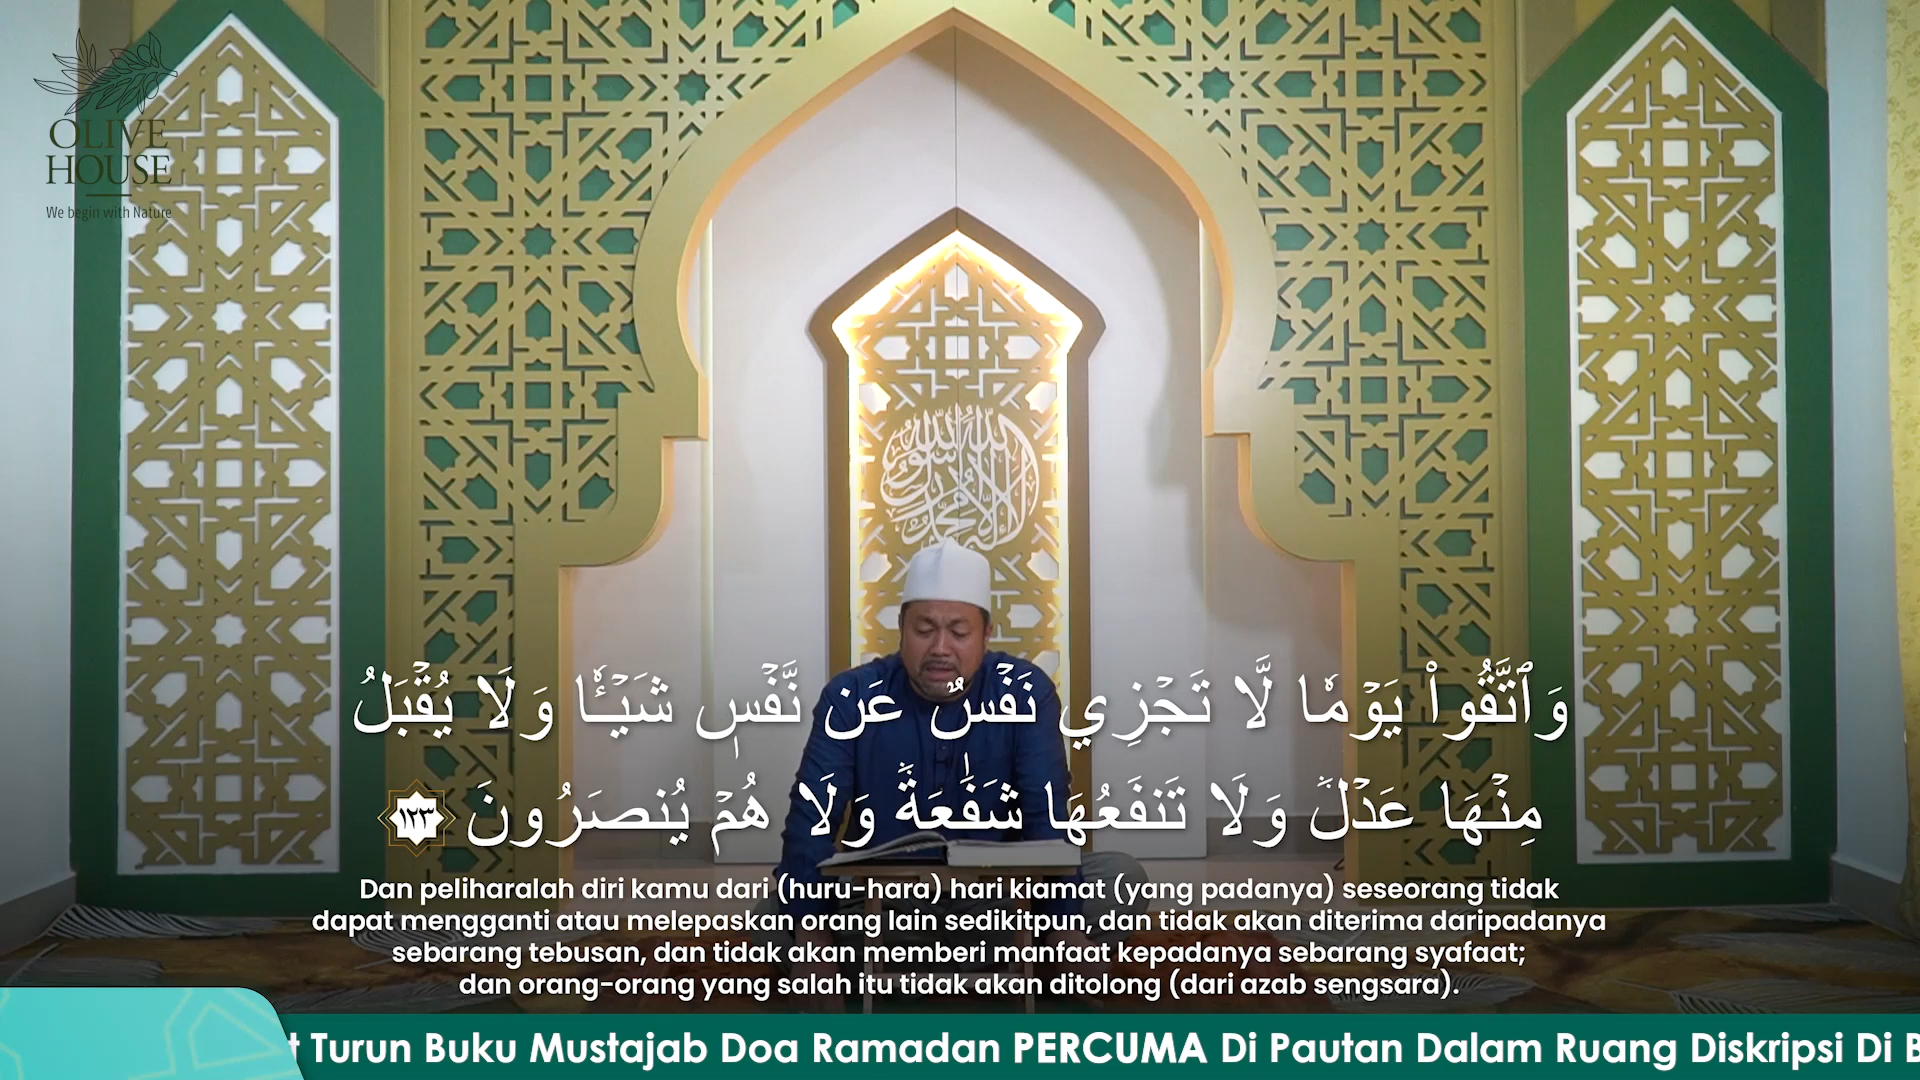 OLIVE
HOUSE
We begin with Nature
وَٱتَّقُوا۟ يَوْمًا لَّا تَجْزِي نَفْسٌ عَن نَّفْسٍ شَيْـًٔا وَلَا يُقْبَلُ
مِنْهَا عَدْلٌ وَلَا تَنفَعُهَا شَفَٰعَةٌ وَلَا هُمْ يُنصَرُونَ ١٢٣
Dan peliharalah diri kamu dari (huru-hara) hari kiamat (yang padanya) seseorang tidak
dapat mengganti atau melepaskan orang lain sedikitpun, dan tidak akan diterima daripadanya
sebarang tebusan, dan tidak akan memberi manfaat kepadanya sebarang syafaat;
dan orang-orang yang salah itu tidak akan ditolong (dari azab sengsara).
t Turun Buku Mustajab Doa Ramadan PERCUMA Di Pautan Dalam Ruang Diskripsi Di B